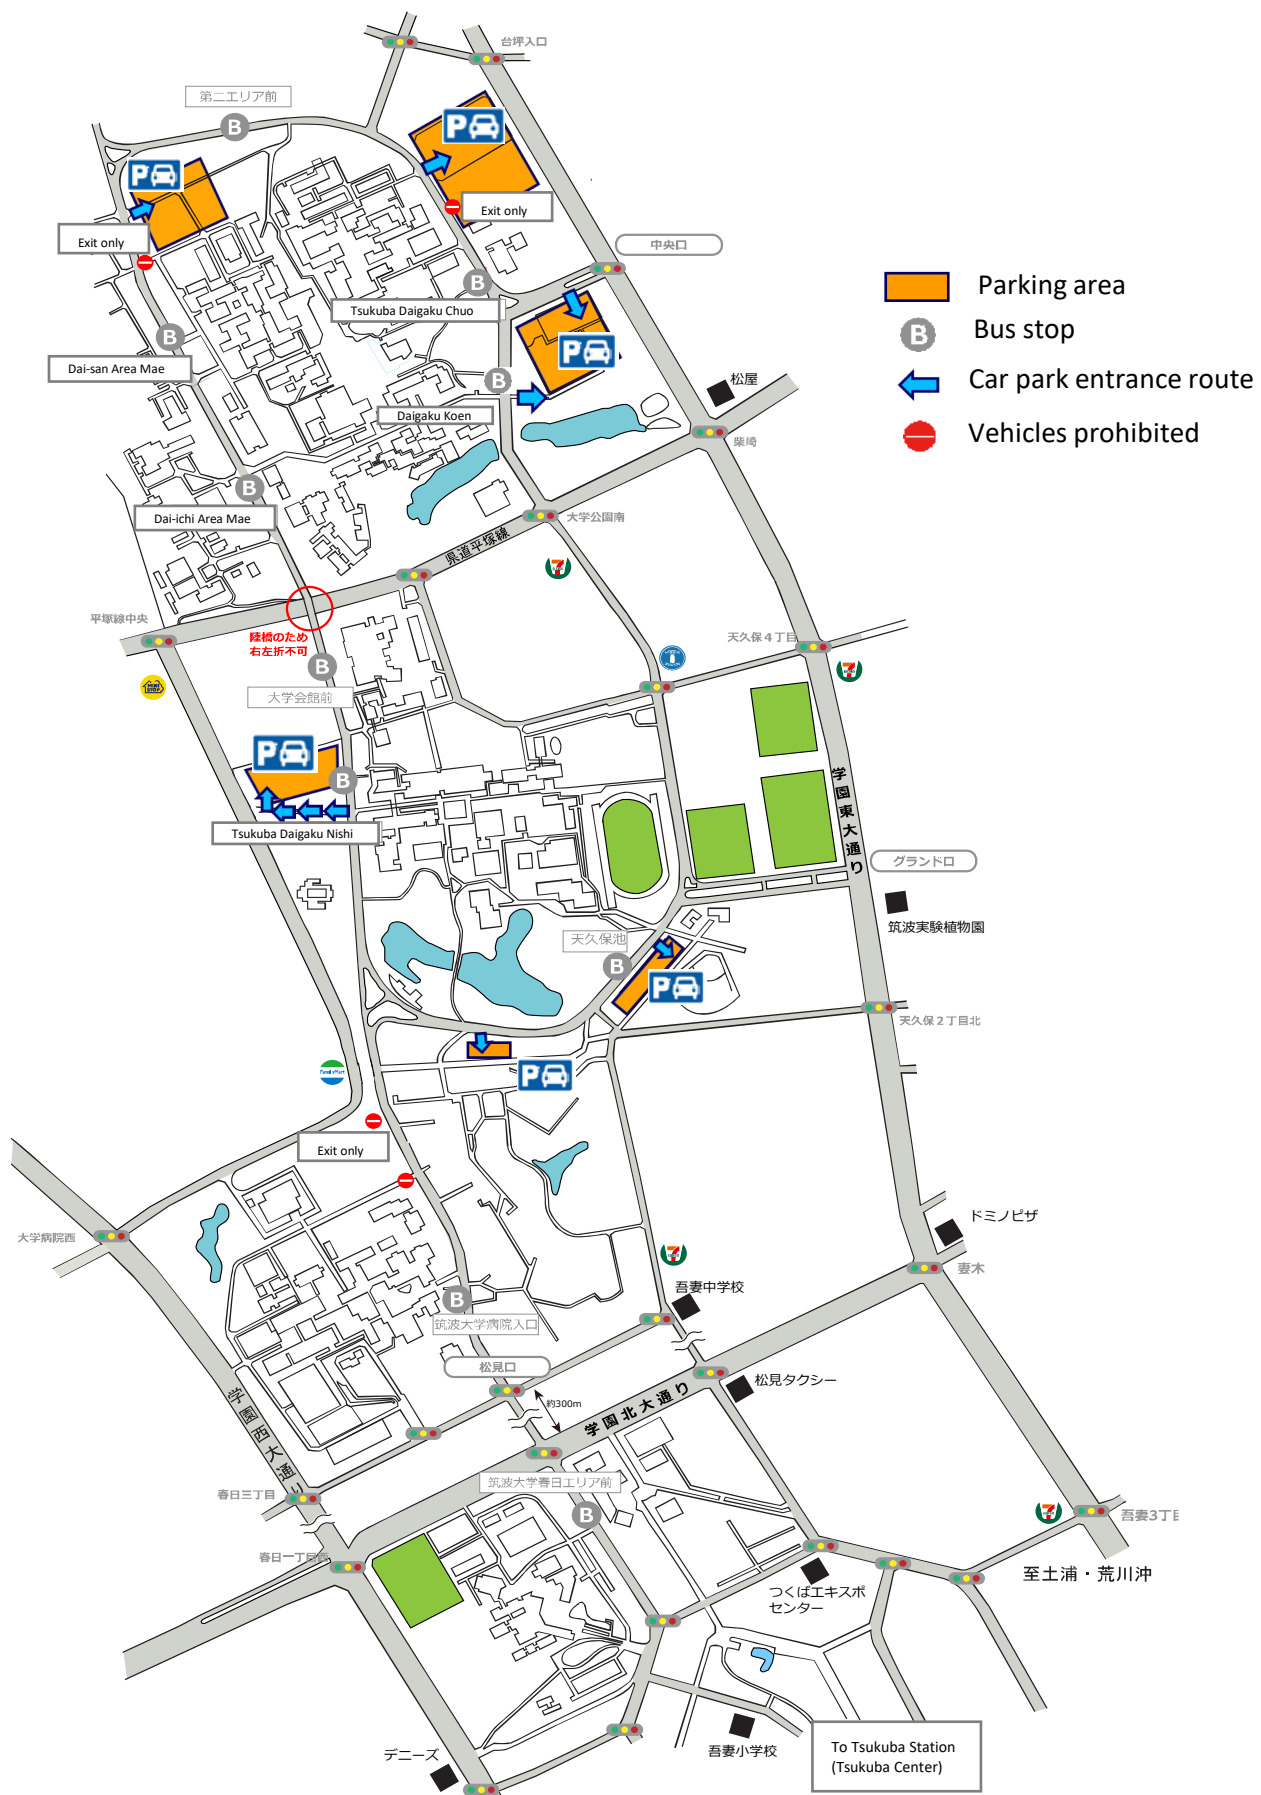 台坪入口
第二エリア前
B
P
P
Exit only
Exit only
中央口
B
Tsukuba Daigaku Chuo
Parking area
B
Bus stop
Car park entrance route
Vehicles prohibited
B
Dai-san Area Mae
P
B
Daigaku Koen
松屋
柴崎
B
Dai-ichi Area Mae
大学公園南
県道平塚線
7
平塚線中央
陸橋のため
右左折不可
天久保4丁目
7
B
大学会館前
P
B
Tsukuba Daigaku Nishi
学園東大通り
グランド口
筑波実験植物園
天久保池
B
P
天久保2丁目北
P
FamilyMart
Exit only
大学病院西
ドミノピザ
妻木
7
吾妻中学校
B
筑波大学病院入口
松見口
約300m
松見タクシー
学園北大通り
学園西大通り
筑波大学春日エリア前
B
春日三丁目
7
吾妻3丁目
春日一丁目西
至土浦・荒川沖
つくばエキスポ
センター
吾妻小学校
デニーズ
To Tsukuba Station
(Tsukuba Center)